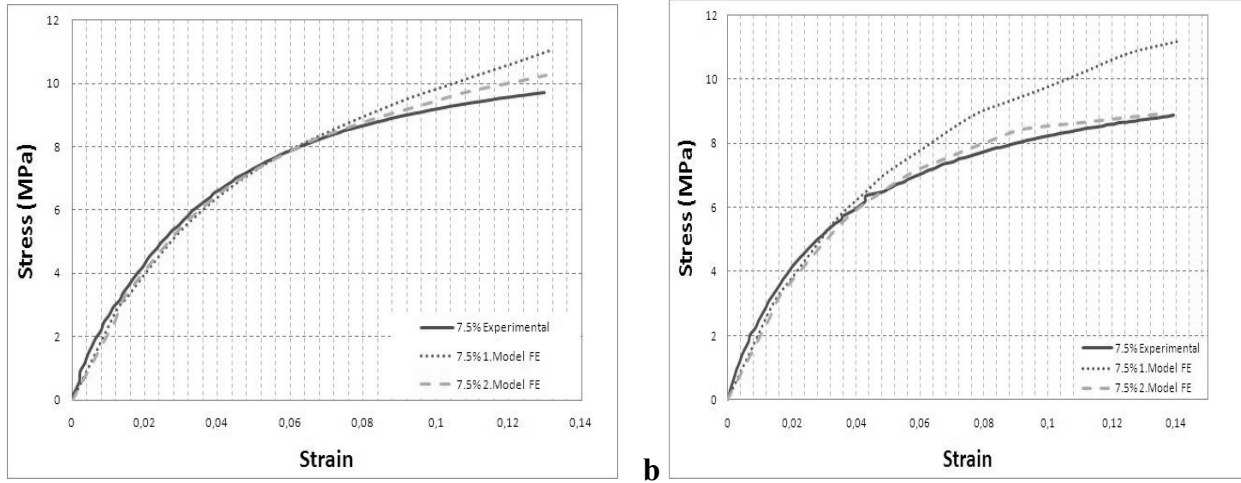 12
10
8
6
4
2
0
Stress (MPa)
7.5% Experimental
7.5% 1.Model FE
7.5% 2.Model FE
0
0,02
0,04
0,06
0,08
0,1
0,12
0,14
Strain
b
12
10
8
6
4
2
0
Stress (MPa)
7.5% Experimental
7.5% 1.Model FE
7.5% 2.Model FE
0
0,02
0,04
0,06
0,08
0,1
0,12
0,14
Strain